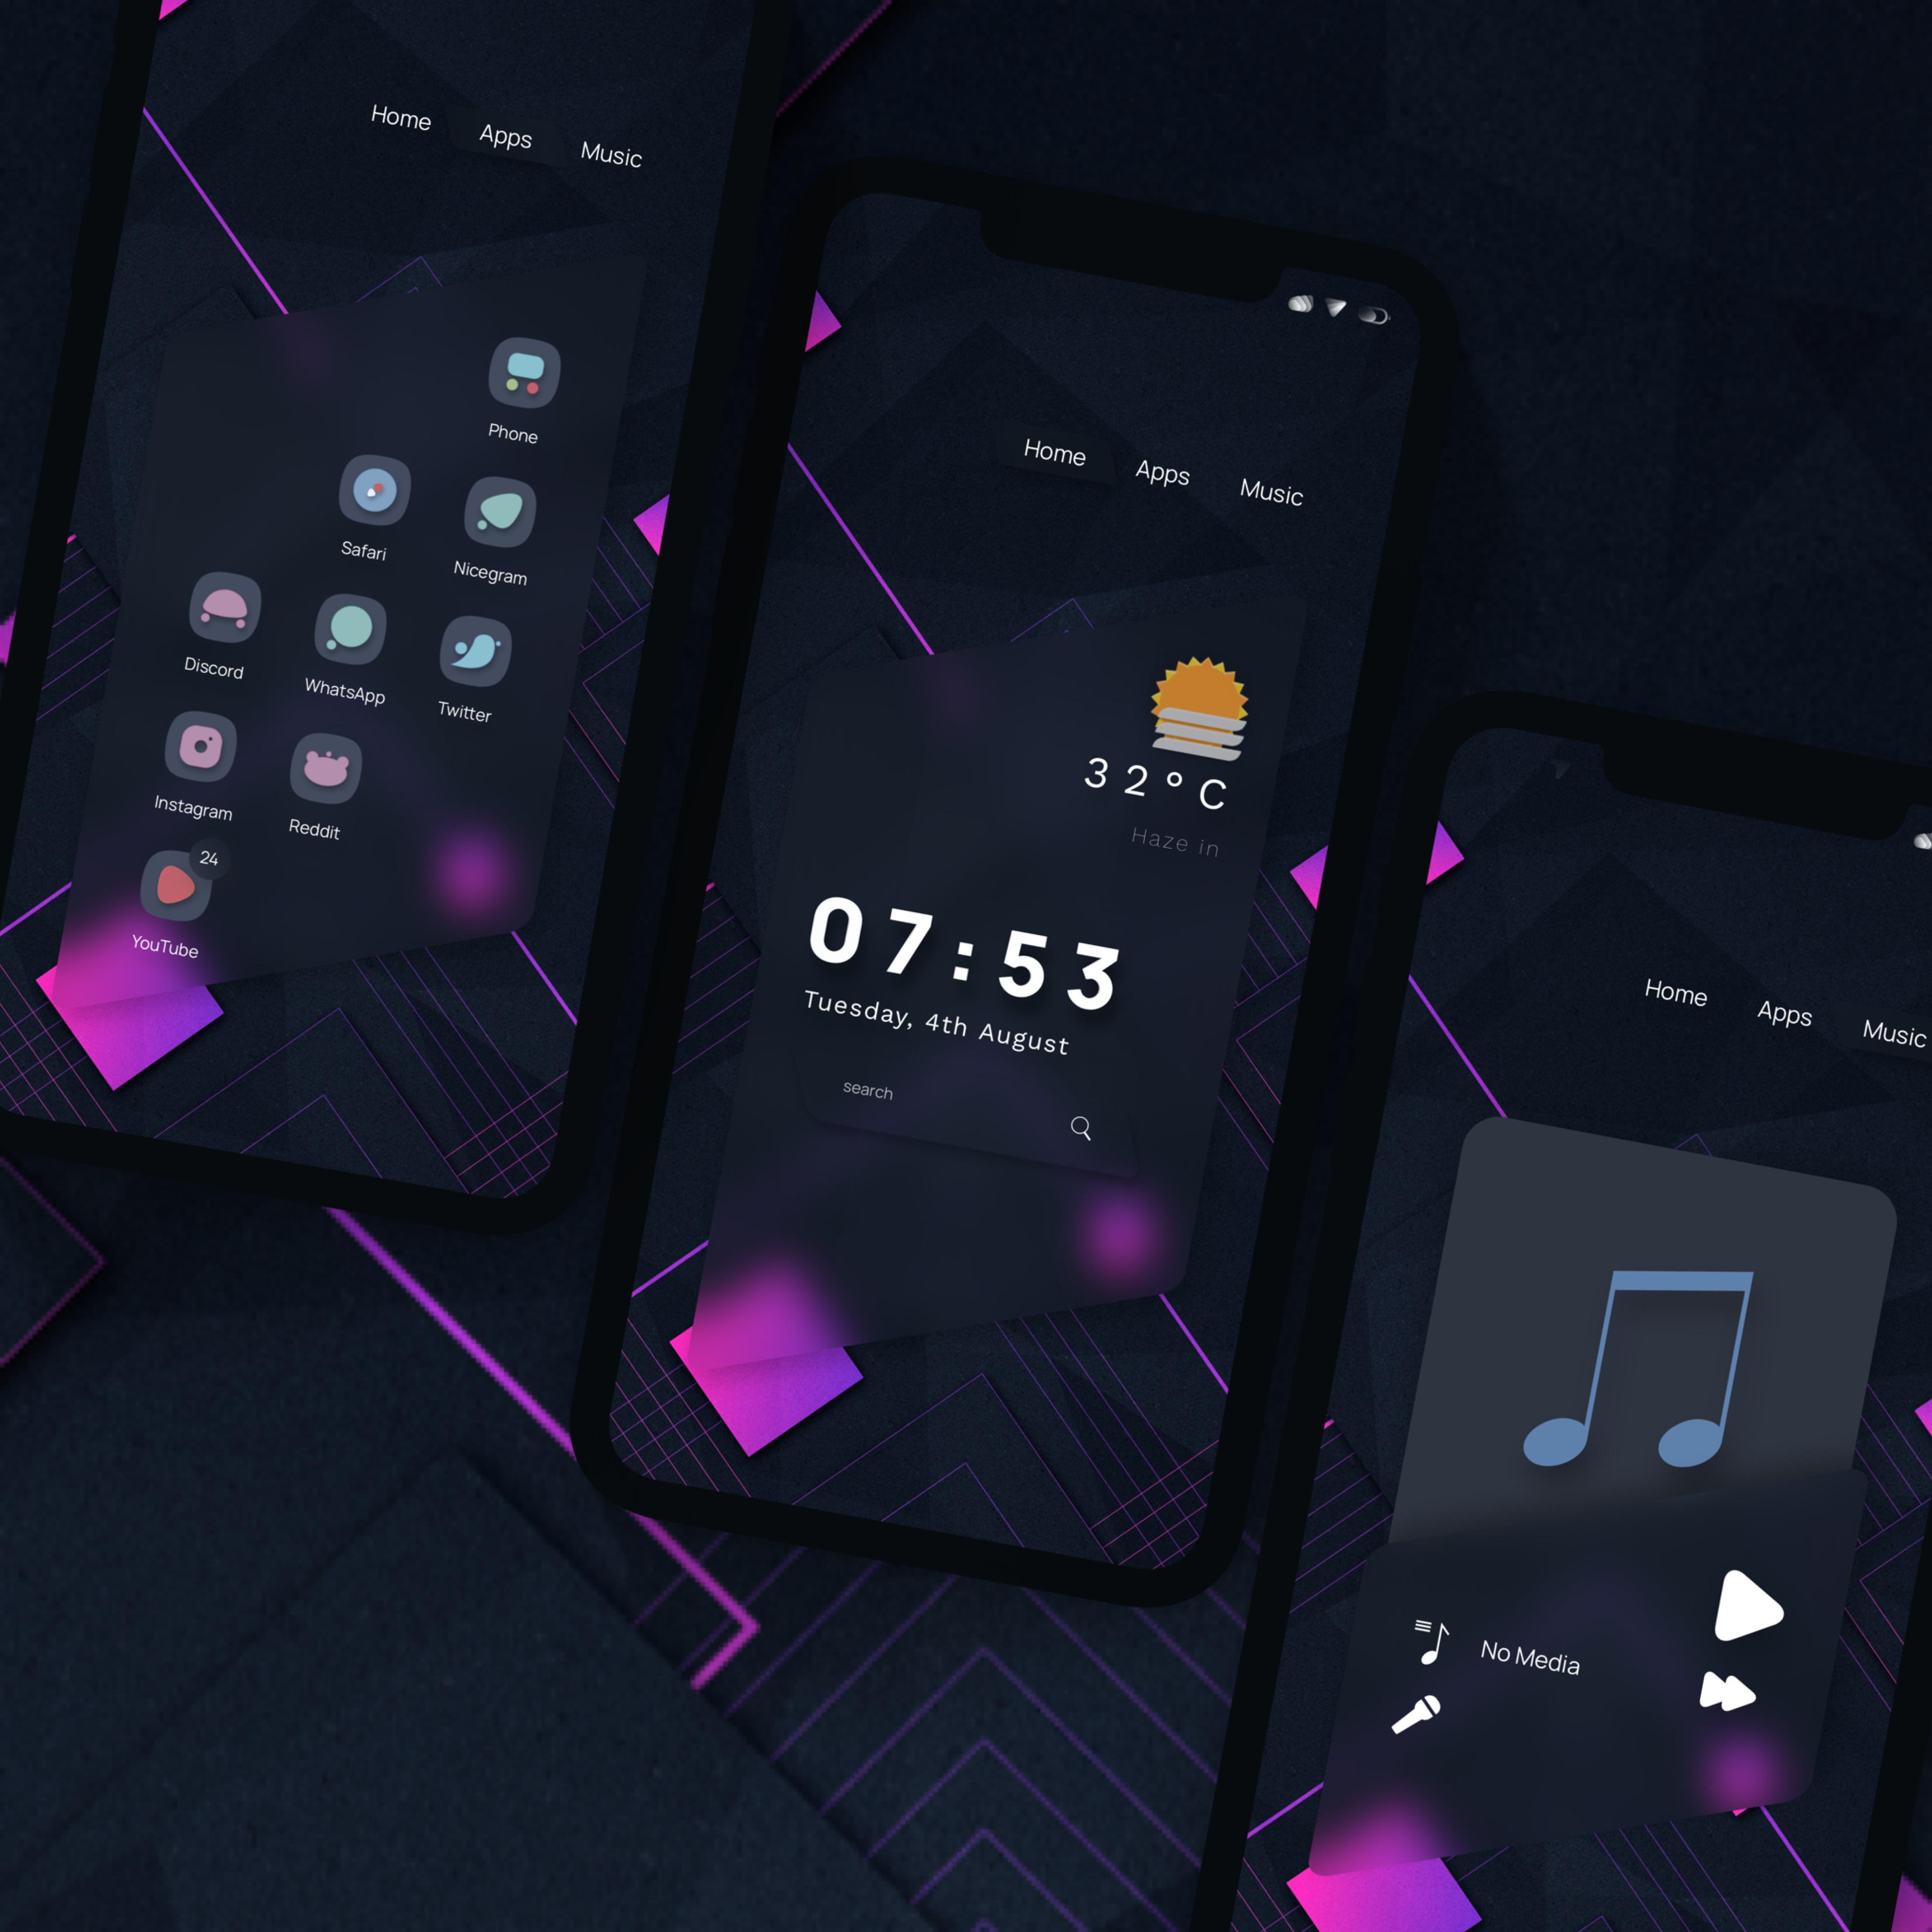 Home Apps Music
Phone
Safari Nicegram
Discord WhatsApp Twitter
Instagram Reddit
24
YouTube
Home Apps Music
32°C
Haze in
07:53
Tuesday, 4th August
search
Home Apps Music
No Media